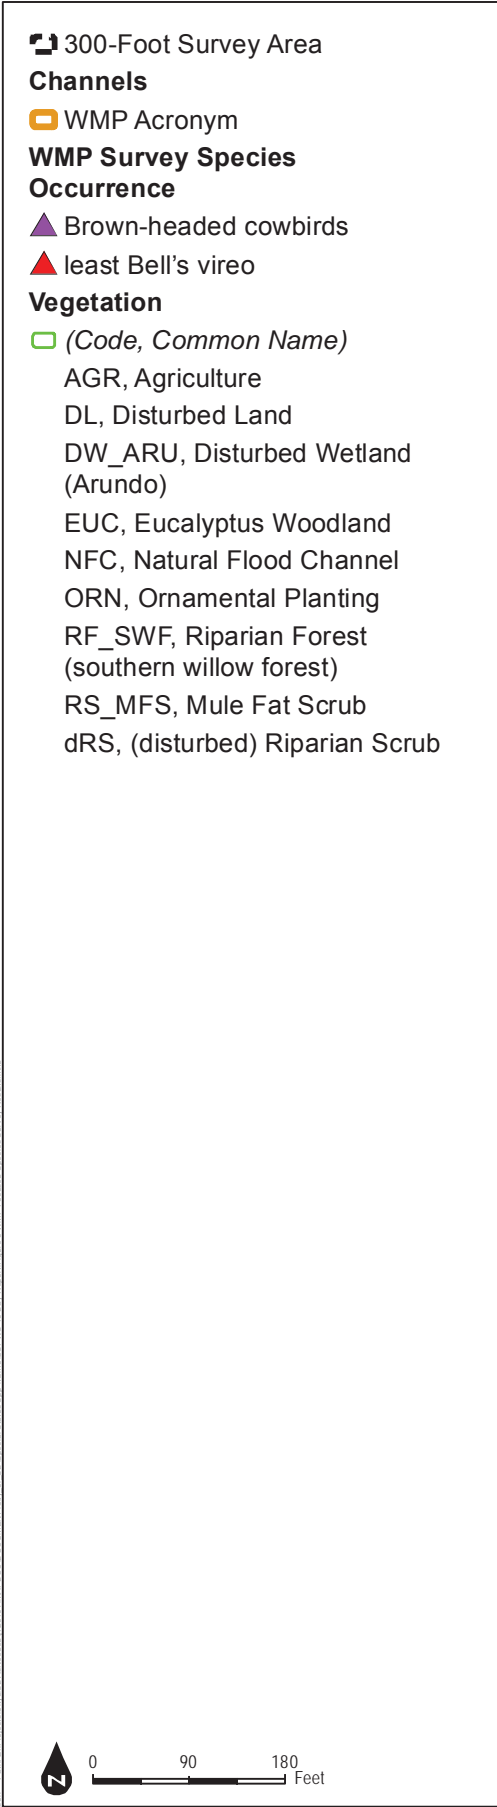 300-Foot Survey Area
Channels
WMP Acronym
WMP Survey Species
Occurrence
Brown-headed cowbirds
least Bell's vireo
Vegetation
(Code, Common Name)
AGR, Agriculture
DL, Disturbed Land
DW_ARU, Disturbed Wetland
(Arundo)
EUC, Eucalyptus Woodland
NFC, Natural Flood Channel
ORN, Ornamental Planting
RF_SWF, Riparian Forest
(southern willow forest)
RS_MFS, Mule Fat Scrub
dRS, (disturbed) Riparian Scrub
N
0 90 180
Feet